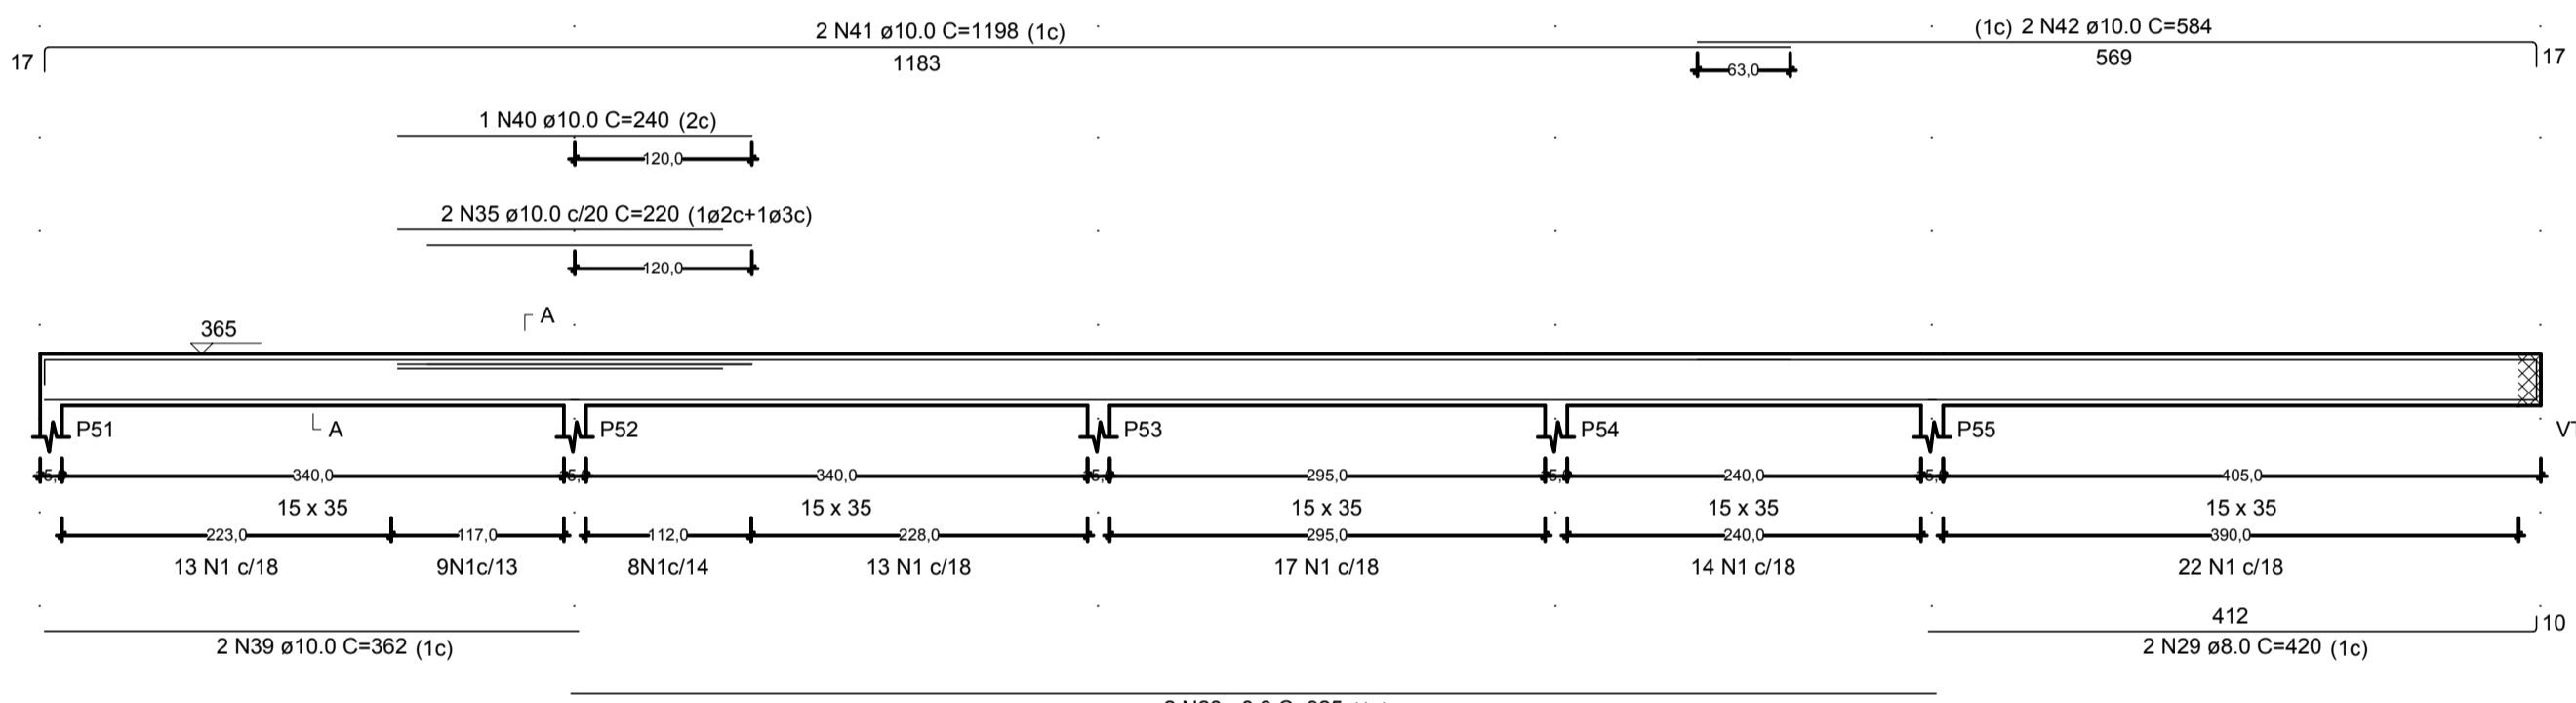 2 N41 ø10.0 C=1198 (1c)
(1c) 2 N42 ø10.0 C=584
17 1183 63,0 569 17
1 N40 ø10.0 C=240 (2c)
120,0
2 N35 ø10.0 c/20 C=220 (1ø2c+1ø3c)
120,0
365 A
A P51 P52 P53 P54 P55
340,0 340,0 295,0 240,0 405,0
15 x 35 15 x 35 15 x 35 15 x 35 15 x 35
223,0 117,0 112,0 228,0 295,0 240,0 390,0
13 N1 c/18 9N1c/13 8N1c/14 13 N1 c/18 17 N1 c/18 14 N1 c/18 22 N1 c/18
412 10
2 N39 ø10.0 C=362 (1c) 2 N29 ø8.0 C=420 (1c)